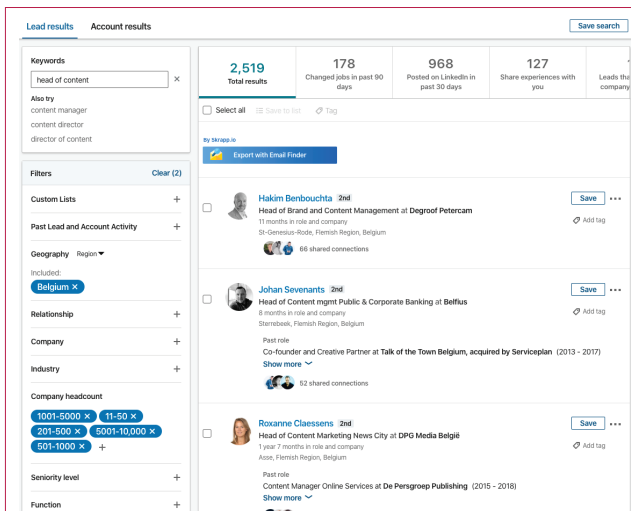 Lead results Account results Save search
Keywords
head of content ×
Also try
content manager
content director
director of content
Filters Clear (2)
Custom Lists +
Past Lead and Account Activity +
Geography Region ▼
Included:
Belgium ×
Relationship +
Company +
Industry +
Company headcount
1001-5000 × 11-50 ×
201-500 × 5001-10,000 ×
501-1000 × +
Seniority level +
Function +
2,519
Total results
178
Changed jobs in past 90
days
968
Posted on LinkedIn in
past 30 days
127
Share experiences with
you
Leads tha
company
Select all Save to list Tag
By Skrapp.io
Export with Email Finder
Hakim Benbouchta 2nd
Head of Brand and Content Management at Degroof Petercam
11 months in role and company
St-Genesius-Rode, Flemish Region, Belgium
66 shared connections
Save
Add tag
Johan Sevenants 2nd
Head of Content mgmt Public & Corporate Banking at Belfius
8 months in role and company
Sterrebeek, Flemish Region, Belgium
Past role
Co-founder and Creative Partner at Talk of the Town Belgium, acquired by Serviceplan (2013 - 2017)
Show more
52 shared connections
Save
Add tag
Roxanne Claessens 2nd
Head of Content Marketing News City at DPG Media België
1 year 7 months in role and company
Asse, Flemish Region, Belgium
Past role
Content Manager Online Services at De Persgroep Publishing (2015 - 2018)
Show more
Save
Add tag